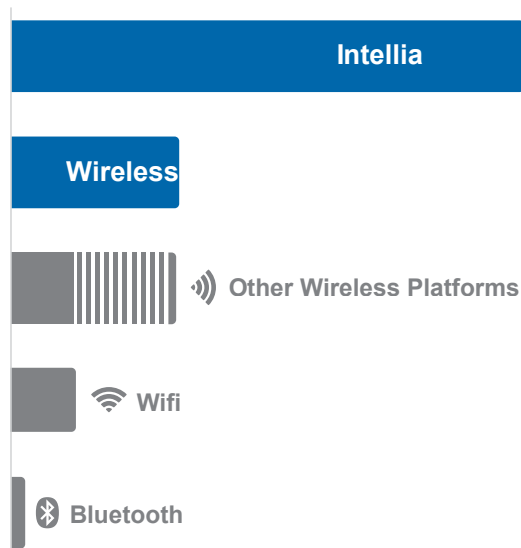 Intellia
Wireless
Other Wireless Platforms
Wifi
Bluetooth